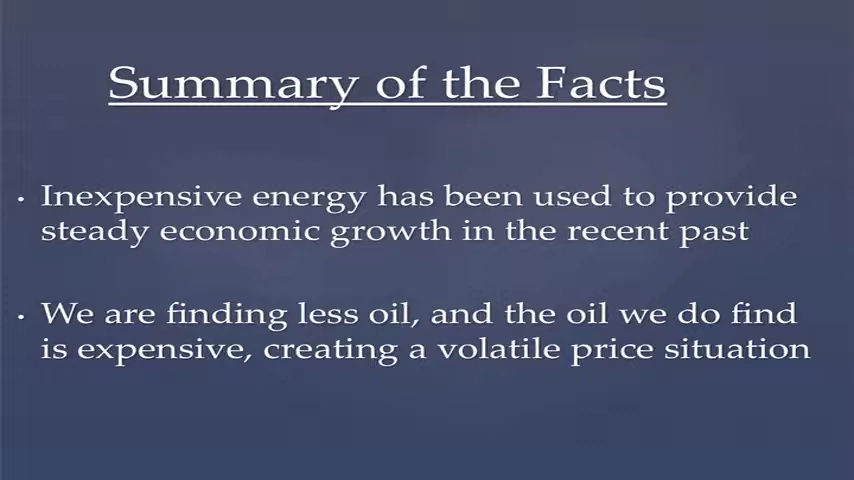 Summary of the Facts
• Inexpensive energy has been used to provide
steady economic growth in the recent past
• We are finding less oil, and the oil we do find
is expensive, creating a volatile price situation